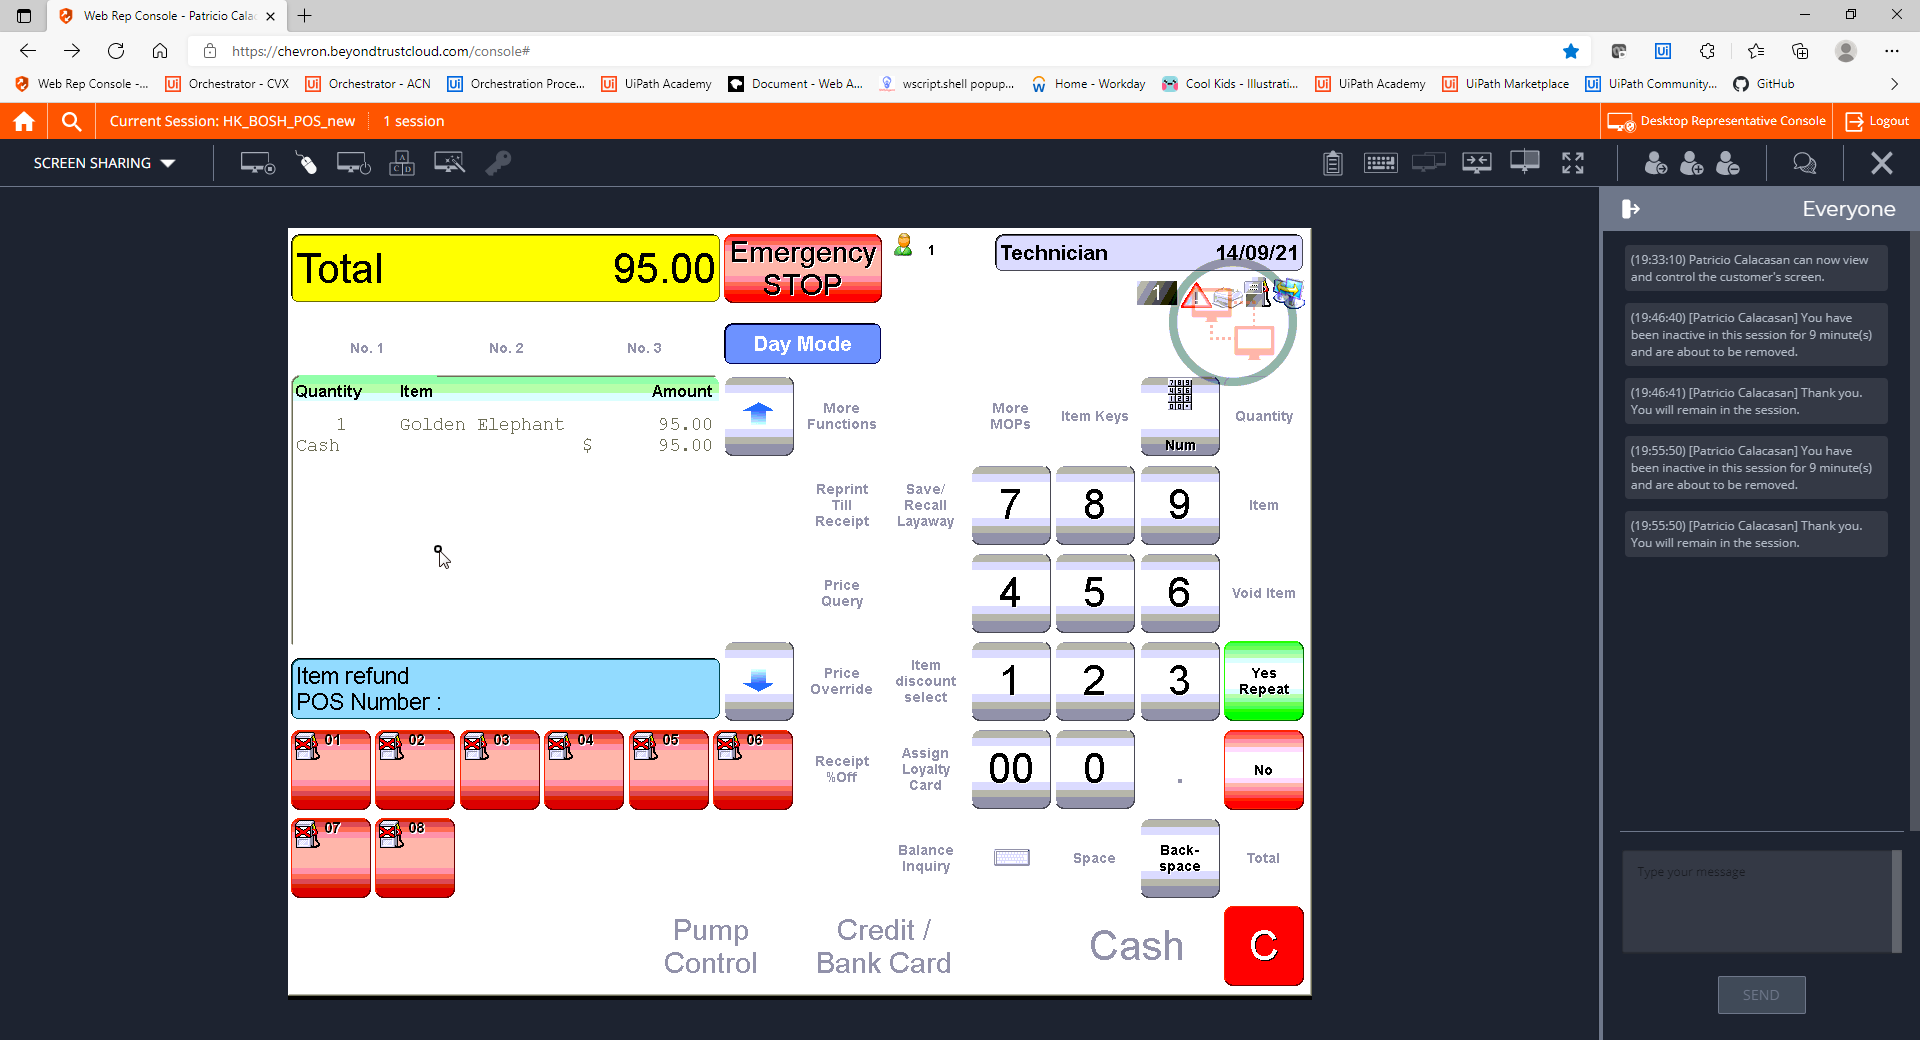 Web Rep Console - Patricio Cala
https://chevron.beyondtrustcloud.com/console#
Web Rep Console -...
Orchestrator - CVX
Orchestrator - ACN
Orchestration Proce...
UiPath Academy
Document - Web A...
wscript.shell popup...
Home - Workday
Cool Kids - Illustrati...
UiPath Academy
UiPath Marketplace
UiPath Community...
GitHub
Current Session: HK_BOSH_POS_new
1 session
Desktop Representative Console
Logout
SCREEN SHARING
Everyone
(19:33:10) Patricio Calacasan can now view
and control the customer's screen.
(19:46:40) [Patricio Calacasan] You have
been inactive in this session for 9 minute(s)
and are about to be removed.
(19:46:41) [Patricio Calacasan] Thank you.
You will remain in the session.
(19:55:50) [Patricio Calacasan] You have
been inactive in this session for 9 minute(s)
and are about to be removed.
(19:55:50) [Patricio Calacasan] Thank you.
You will remain in the session.
Type your message
SEND
Total 95.00
Emergency
STOP
1
Technician 14/09/21
1
No. 1 No. 2 No. 3
Day Mode
Quantity Item Amount
1 Golden Elephant 95.00
Cash $ 95.00
More
Functions
More
MOPs
Item Keys
Num
Quantity
Reprint
Till
Receipt
Save/
Recall
Layaway
7 8 9
Item
Price
Query
4 5 6
Void Item
Item refund
POS Number :
Price
Override
Item
discount
select
1 2 3
Yes
Repeat
01 02 03 04 05 06
Receipt
%Off
Assign
Loyalty
Card
00 0 .
No
07 08
Balance
Inquiry
Space
Back-
space
Total
Pump
Control
Credit /
Bank Card
Cash
C